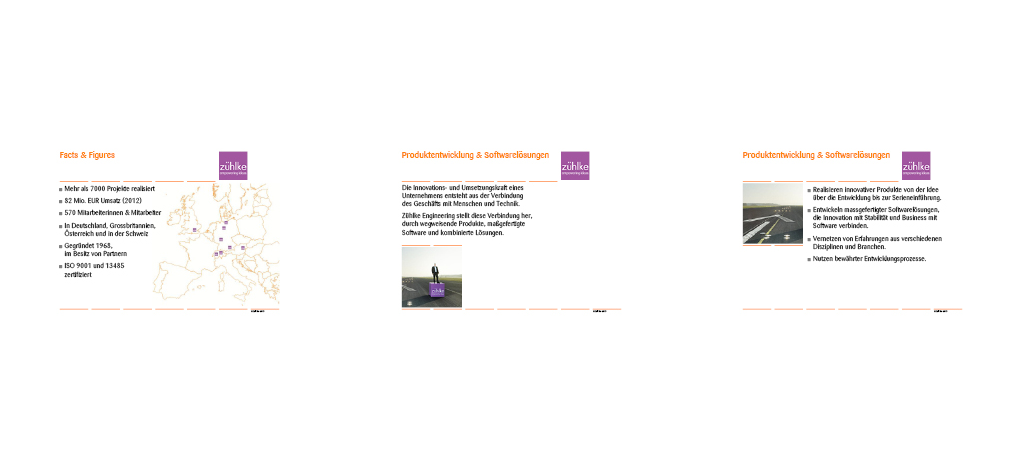 Facts & Figures
zühlke
empowering ideas
Mehr als 7000 Projekte realisiert
82 Mio. EUR Umsatz (2012)
570 Mitarbeiterinnen & Mitarbeiter
In Deutschland, Grossbritannien,
Österreich und in der Schweiz
Gegründet 1968,
im Besitz von Partnern
ISO 9001 und 13485
zertifiziert
Produktentwicklung & Softwarelösungen
zühlke
empowering ideas
Die Innovations- und Umsetzungskraft eines
Unternehmens entsteht aus der Verbindung
des Geschäfts mit Menschen und Technik.
Zühlke Engineering stellt diese Verbindung her,
durch wegweisende Produkte, maßgefertigte
Software und kombinierte Lösungen.
zühlke
Produktentwicklung & Softwarelösungen
zühlke
empowering ideas
Realisieren innovativer Produkte von der Idee
über die Entwicklung bis zur Serieneinführung.
Entwickeln massgefertigter Softwarelösungen,
die Innovation mit Stabilität und Business mit
Software verbinden.
Vernetzen von Erfahrungen aus verschiedenen
Disziplinen und Branchen.
Nutzen bewährter Entwicklungsprozesse.